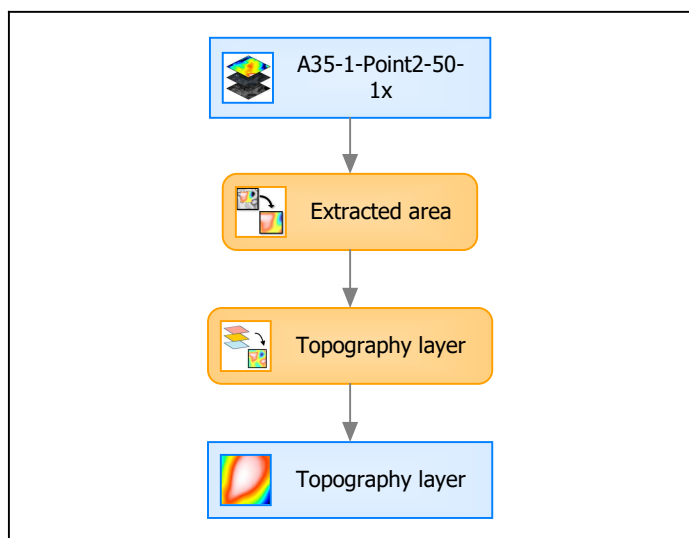 A35-1-Point2-50-
1x
Extracted area
Topography layer
Topography layer